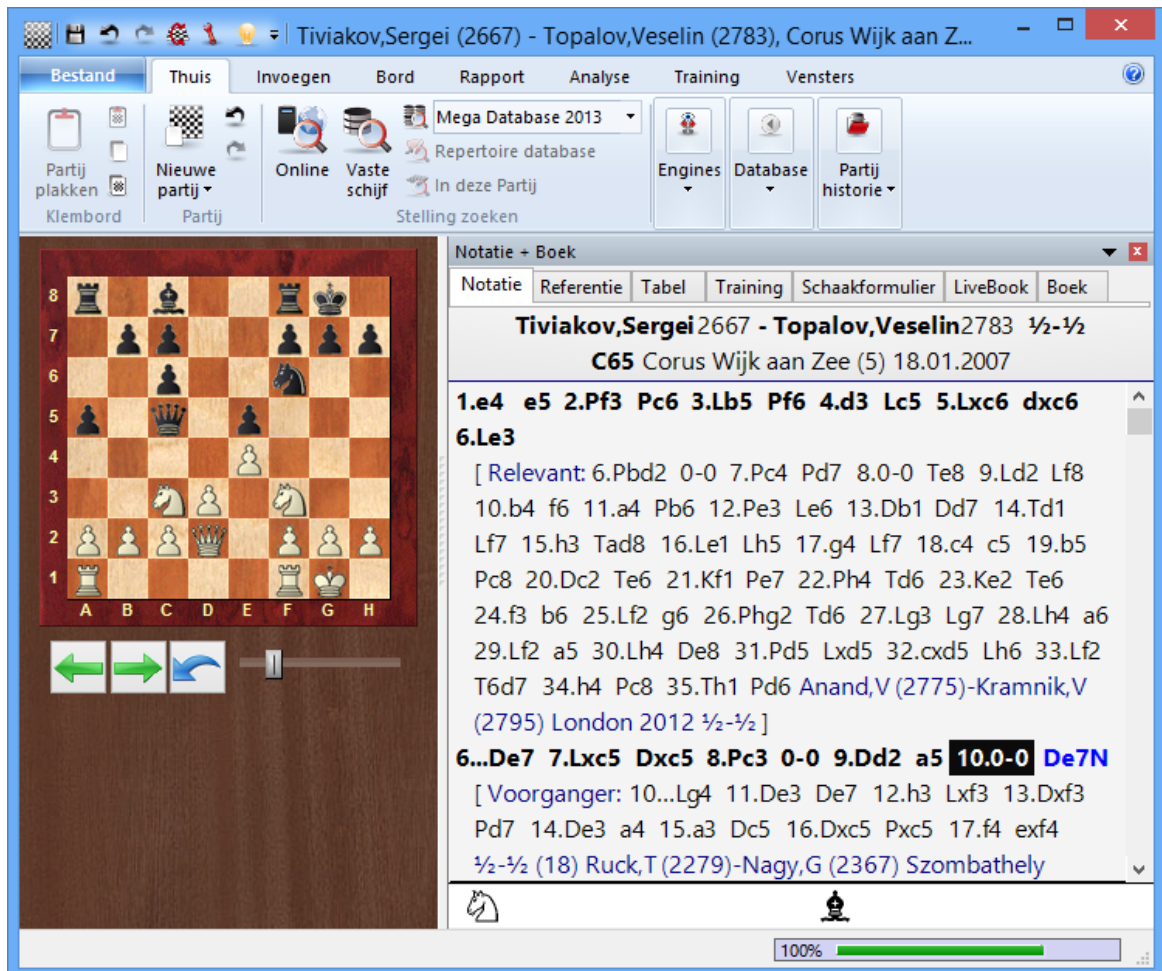 Tiviakov,Sergei (2667) - Topalov,Veselin (2783), Corus Wijk aan Z...
Bestand Thuis Invoegen Bord Rapport Analyse Training Vensters
Partij plakken
Klembord
Nieuwe partij
Partij
Online
Vaste schijf
Mega Database 2013
Repertoire database
In deze Partij
Stelling zoeken
Engines
Database
Partij historie
8
7
6
5
4
3
2
1
A B C D E F G H
Notatie + Boek
Notatie Referentie Tabel Training Schaakformulier LiveBook Boek
Tiviakov,Sergei 2667 - Topalov,Veselin 2783 ½-½
C65 Corus Wijk aan Zee (5) 18.01.2007
1.e4 e5 2.Pf3 Pc6 3.Lb5 Pf6 4.d3 Lc5 5.Lxc6 dxc6
6.Le3
[ Relevant: 6.Pbd2 0-0 7.Pc4 Pd7 8.0-0 Te8 9.Ld2 Lf8
10.b4 f6 11.a4 Pb6 12.Pe3 Le6 13.Db1 Dd7 14.Td1
Lf7 15.h3 Tad8 16.Le1 Lh5 17.g4 Lf7 18.c4 c5 19.b5
Pc8 20.Dc2 Te6 21.Kf1 Pe7 22.Ph4 Td6 23.Ke2 Te6
24.f3 b6 25.Lf2 g6 26.Phg2 Td6 27.Lg3 Lg7 28.Lh4 a6
29.Lf2 a5 30.Lh4 De8 31.Pd5 Lxd5 32.cxd5 Lh6 33.Lf2
T6d7 34.h4 Pc8 35.Th1 Pd6 Anand,V (2775)-Kramnik,V
(2795) London 2012 ½-½ ]
6...De7 7.Lxc5 Dxc5 8.Pc3 0-0 9.Dd2 a5 10.0-0 De7N
[ Voorganger: 10...Lg4 11.De3 De7 12.h3 Lxf3 13.Dxf3
Pd7 14.De3 a4 15.a3 Dc5 16.Dxc5 Pxc5 17.f4 exf4
½-½ (18) Ruck,T (2279)-Nagy,G (2367) Szombathely
100%